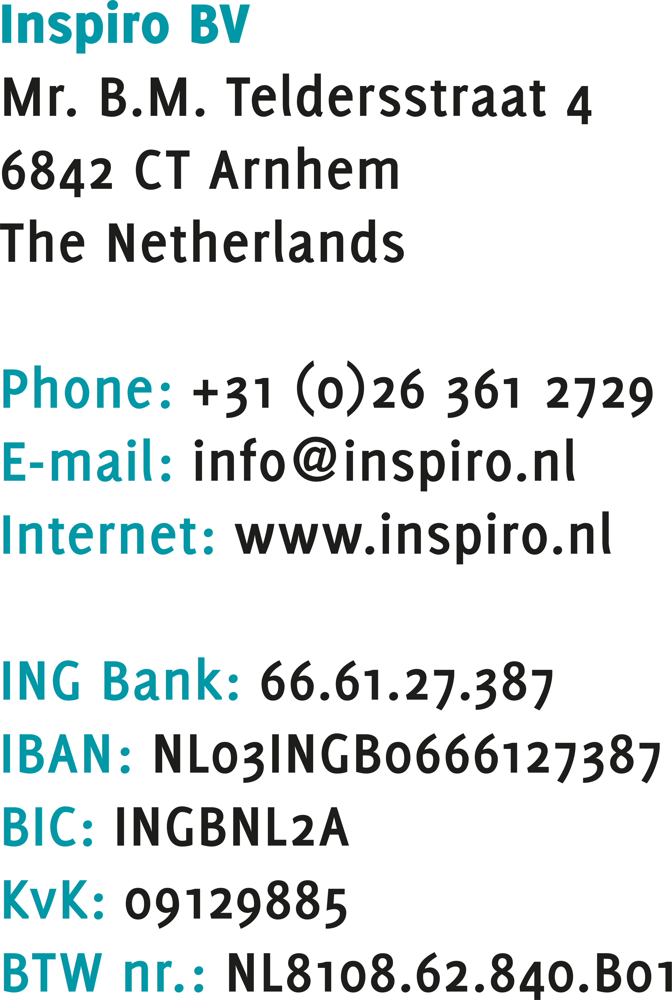 Inspiro BV
Mr. B.M. Teldersstraat 4
6842 CT Arnhem
The Netherlands
Phone: +31 (0)26 361 2729
E-mail: info@inspiro.nl
Internet: www.inspiro.nl
ING Bank: 66.61.27.387
IBAN: NL03INGB0666127387
BIC: INGBNL2A
KvK: 09129885
BTW nr.: NL8108.62.840.B01